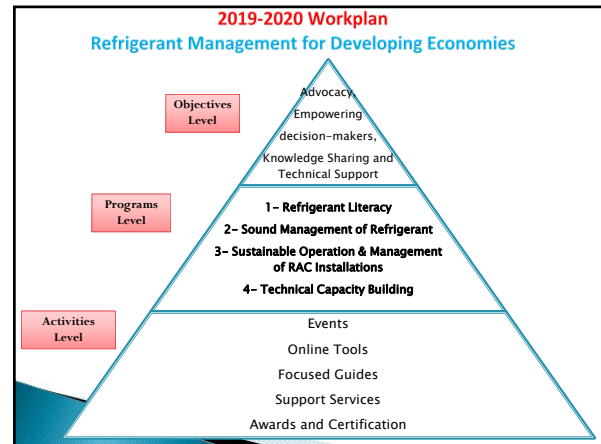 2019-2020 Workplan
Refrigerant Management for Developing Economies
Objectives
Level
Advocacy,
Empowering
decision-makers,
Knowledge Sharing and
Technical Support
Programs
Level
1- Refrigerant Literacy
2- Sound Management of Refrigerant
3- Sustainable Operation & Management
of RAC Installations
4- Technical Capacity Building
Activities
Level
Events
Online Tools
Focused Guides
Support Services
Awards and Certification